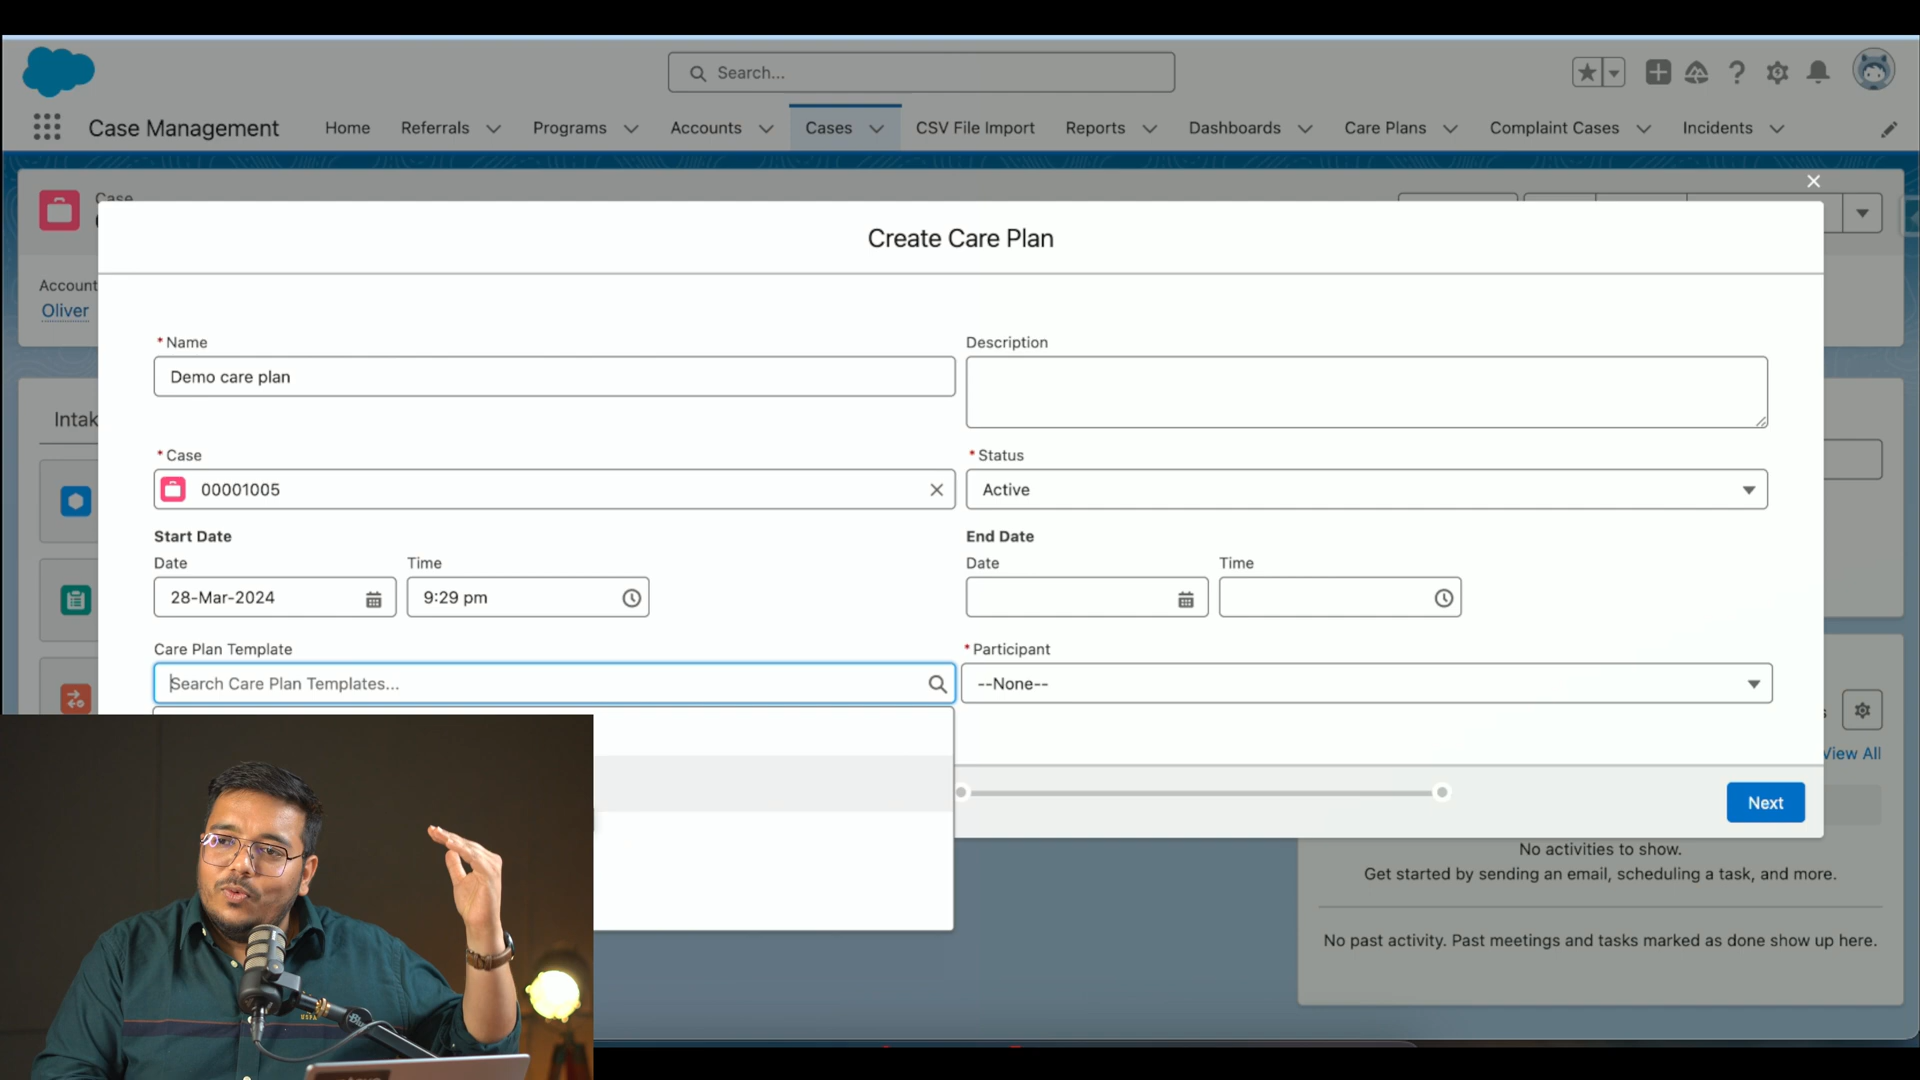 Search...
Case Management
Home
Referrals
Programs
Accounts
Cases
CSV File Import
Reports
Dashboards
Care Plans
Complaint Cases
Incidents
Case
Account
Oliver
Intak
Create Care Plan
* Name
Demo care plan
Description
* Case
00001005
* Status
Active
Start Date
Date
28-Mar-2024
Time
9:29 pm
End Date
Date
Time
Care Plan Template
Search Care Plan Templates...
* Participant
--None--
View All
Next
No activities to show.
Get started by sending an email, scheduling a task, and more.
No past activity. Past meetings and tasks marked as done show up here.